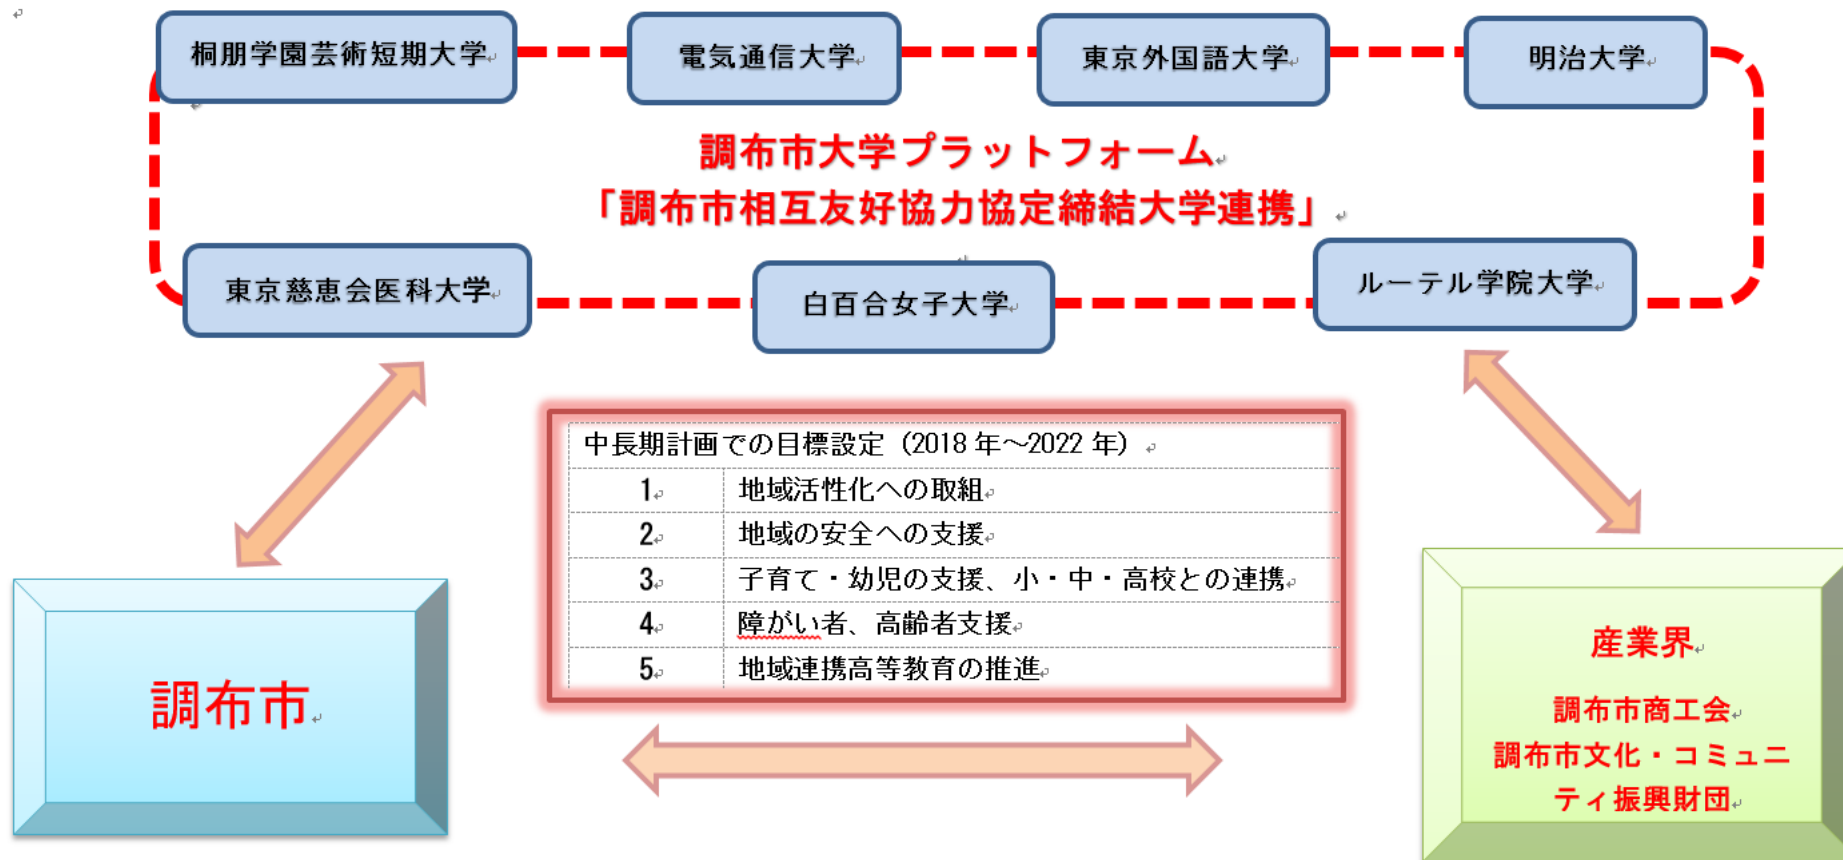 桐朋学園芸術短期大学
電気通信大学
東京外国語大学
明治大学
調布市大学プラットフォーム
「調布市相互友好協力協定締結大学連携」
東京慈恵会医科大学
白百合女子大学
ルーテル学院大学
中長期計画での目標設定（2018年～2022年）
1 地域活性化への取組
2 地域の安全への支援
3 子育て・幼児の支援、小・中・高校との連携
4 障がい者、高齢者支援
5 地域連携高等教育の推進
調布市
産業界
調布市商工会
調布市文化・コミュニ
ティ振興財団